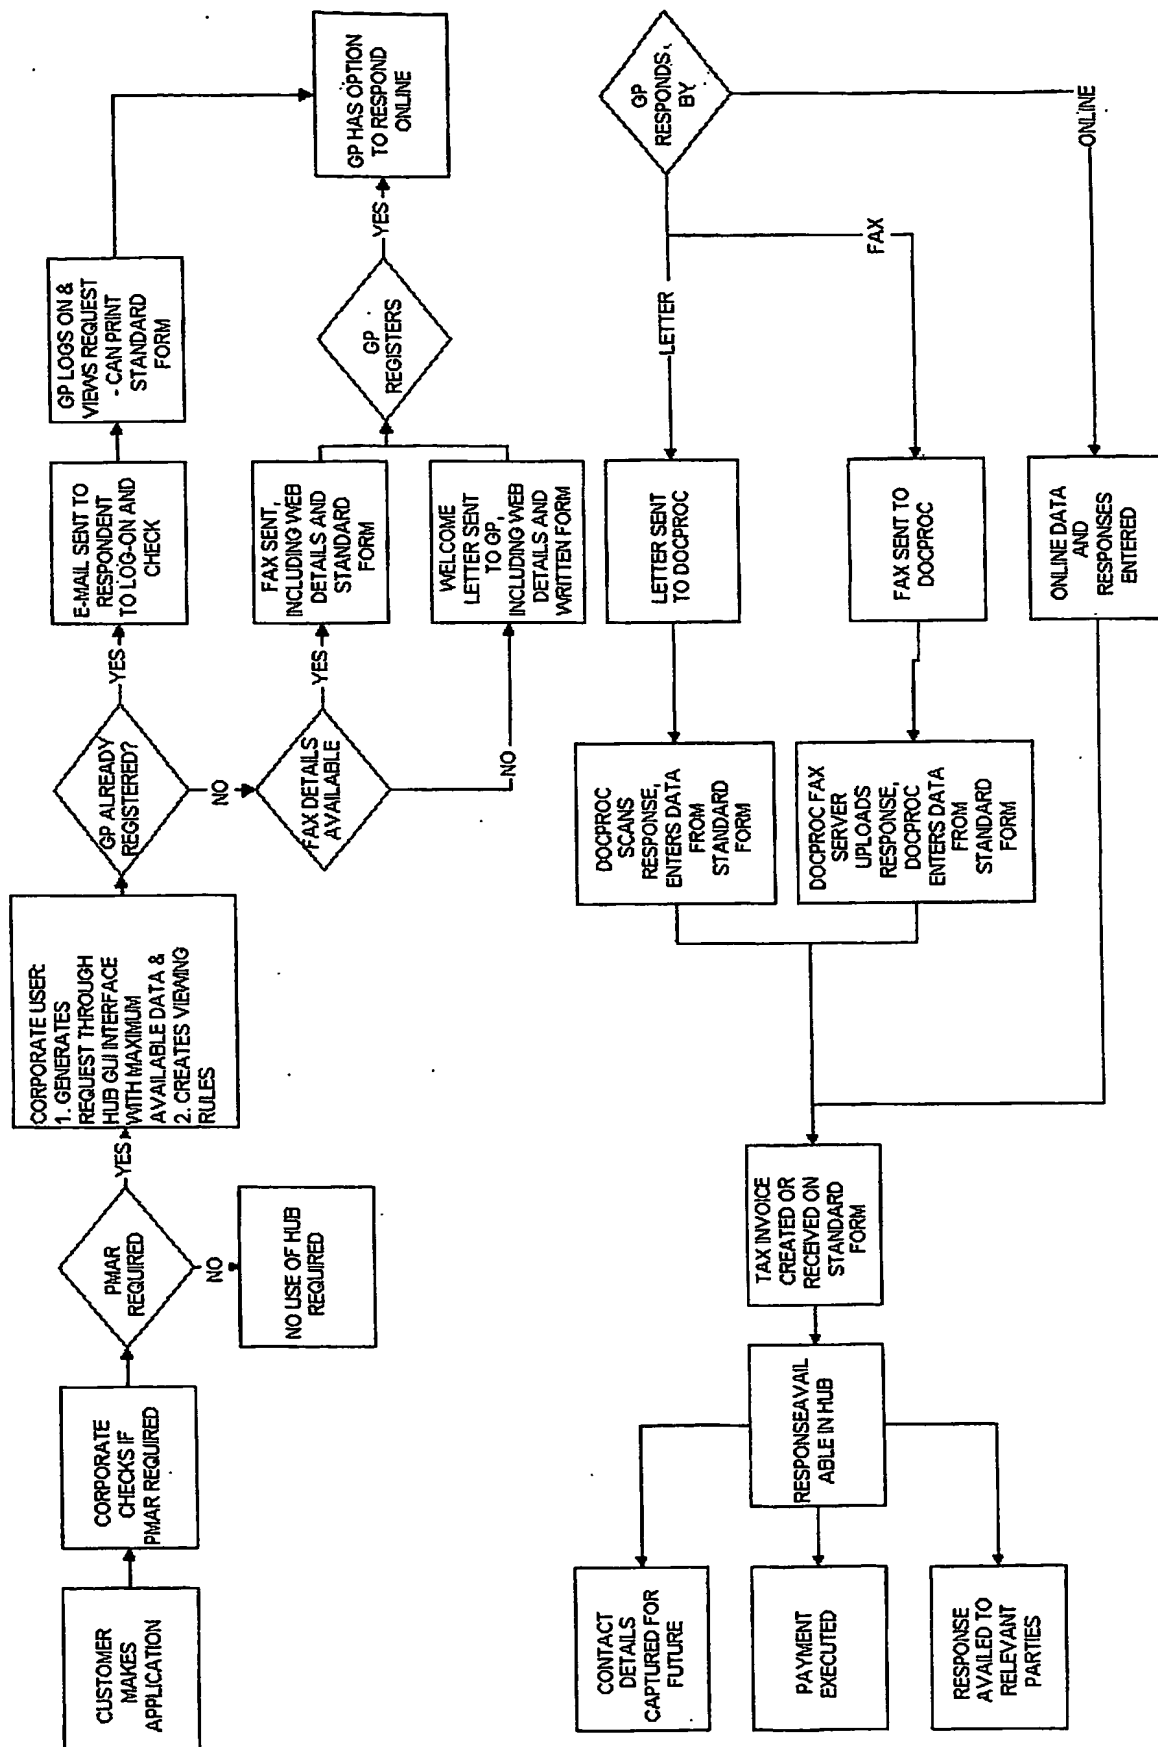 CUSTOMER
MAKES
APPLICATION
CORPORATE
CHECKS IF
PMAR REQUIRED
PMAR
REQUIRED
YES
NO
NO USE OF HUB
REQUIRED
CORPORATE USER:
1. GENERATES
REQUEST THROUGH
HUB GUI INTERFACE
WITH MAXIMUM
AVAILABLE DATA &
2. CREATES VIEWING
RULES
GP ALREADY
REGISTERED?
YES
NO
E-MAIL SENT TO
RESPONDENT
TO LOG-ON AND
CHECK
GP LOGS ON &
VIEWS REQUEST
- CAN PRINT
STANDARD
FORM
FAX DETAILS
AVAILABLE
YES
NO
FAX SENT,
INCLUDING WEB
DETAILS AND
STANDARD
FORM
WELCOME
LETTER SENT
TO GP,
INCLUDING WEB
DETAILS AND
WRITTEN FORM
GP
REGISTERS
YES
GP HAS OPTION
TO RESPOND
ONLINE
GP
RESPONDS
BY
LETTER
FAX
ONLINE
LETTER SENT
TO DOCPROC
FAX SENT TO
DOCPROC
ONLINE DATA
AND
RESPONSES
ENTERED
DOCPROC
SCANS
RESPONSE,
ENTERS DATA
FROM
STANDARD
FORM
DOCPROC FAX
SERVER
UPLOADS
RESPONSE,
DOCPROC
ENTERS DATA
FROM
STANDARD
FORM
TAX INVOICE
CREATED OR
RECEIVED ON
STANDARD
FORM
RESPONSEAVAIL
ABLE IN HUB
CONTACT
DETAILS
CAPTURED FOR
FUTURE
PAYMENT
EXECUTED
RESPONSE
AVAILED TO
RELEVANT
PARTIES